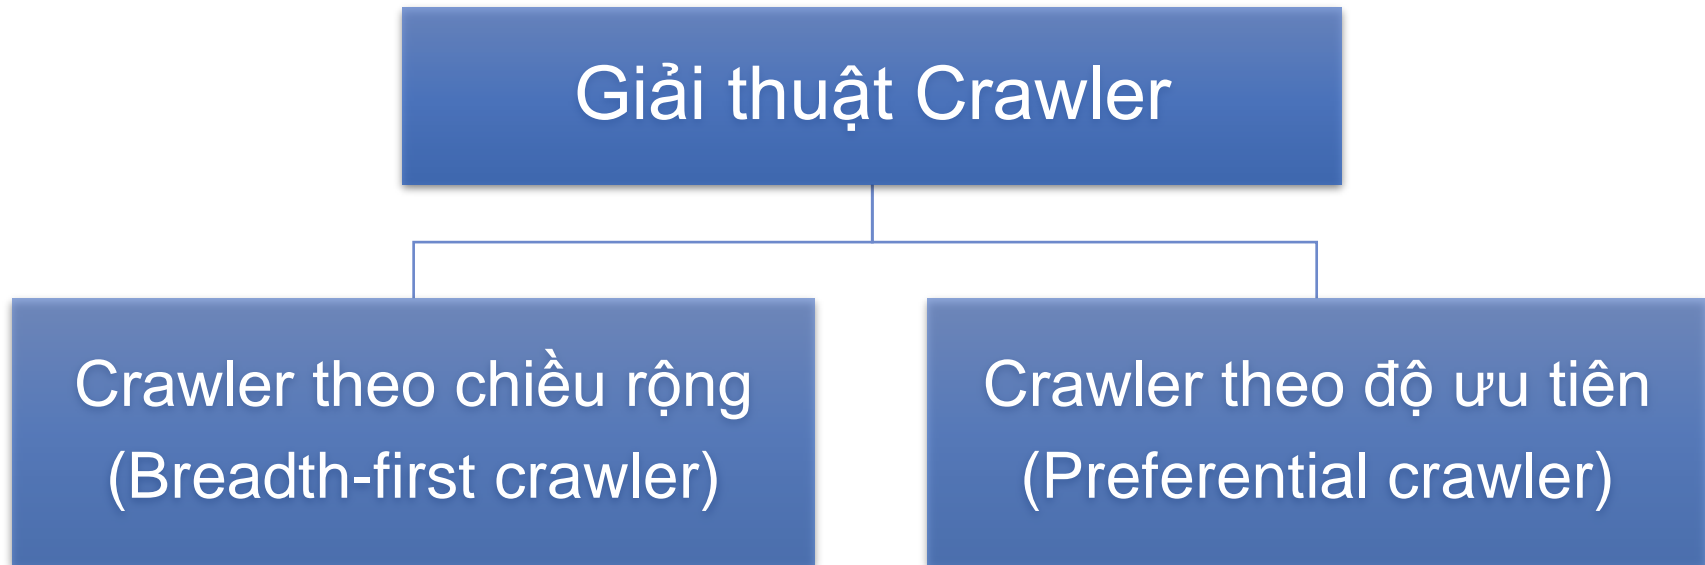 Giải thuật Crawler
Crawler theo chiều rộng
(Breadth-first crawler)
Crawler theo độ ưu tiên
(Preferential crawler)